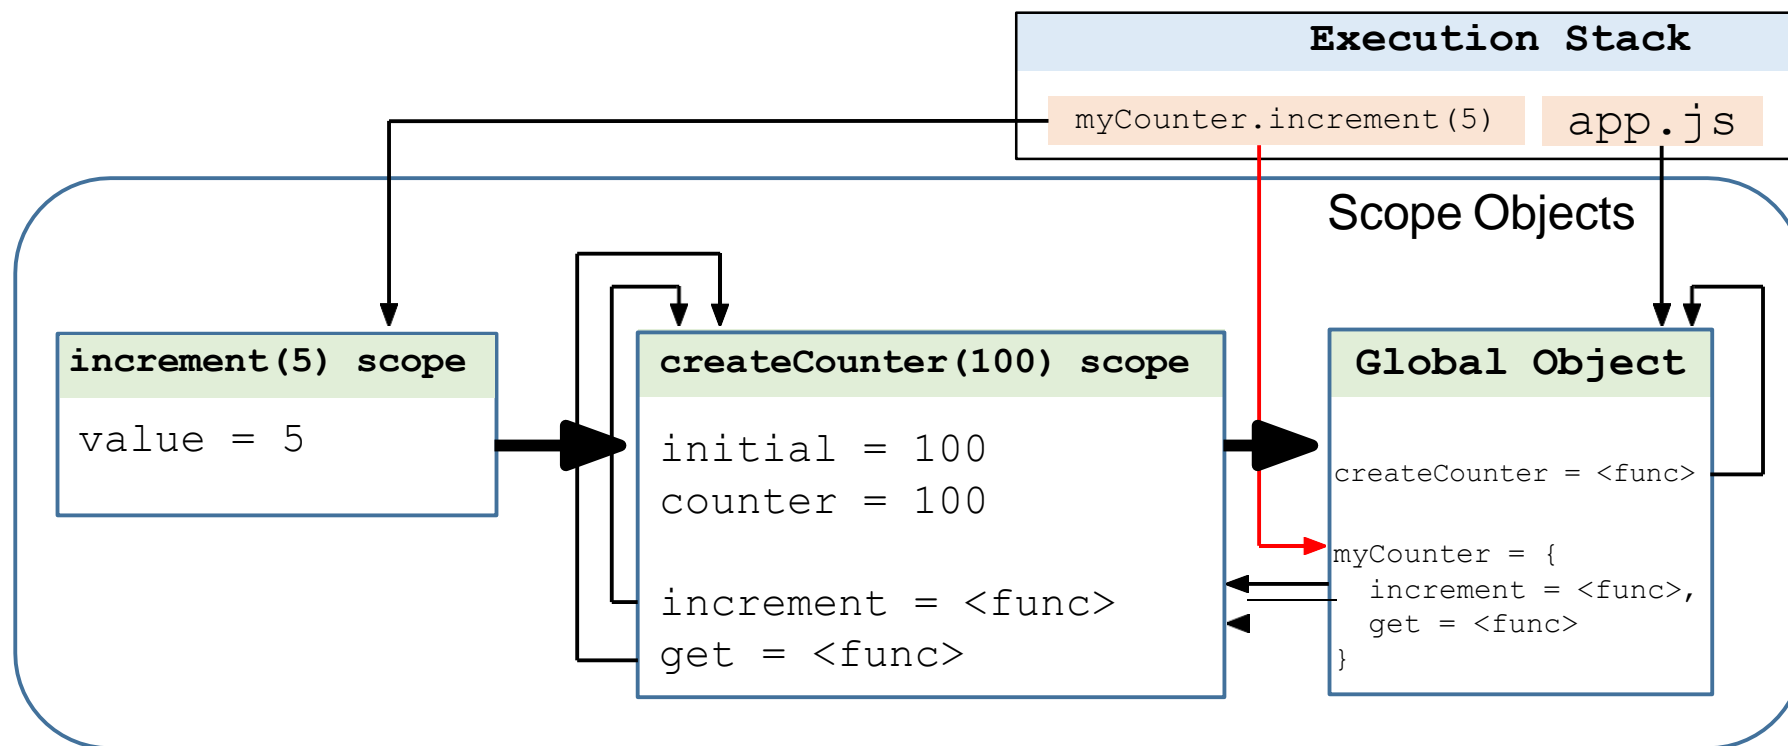 Execution Stack
myCounter.increment(5)
app.js
Scope Objects
increment(5) scope
value = 5
createCounter(100) scope
initial = 100
counter = 100
increment = <func>
get = <func>
Global Object
createCounter = <func>
myCounter = {
increment = <func>,
get = <func>
}